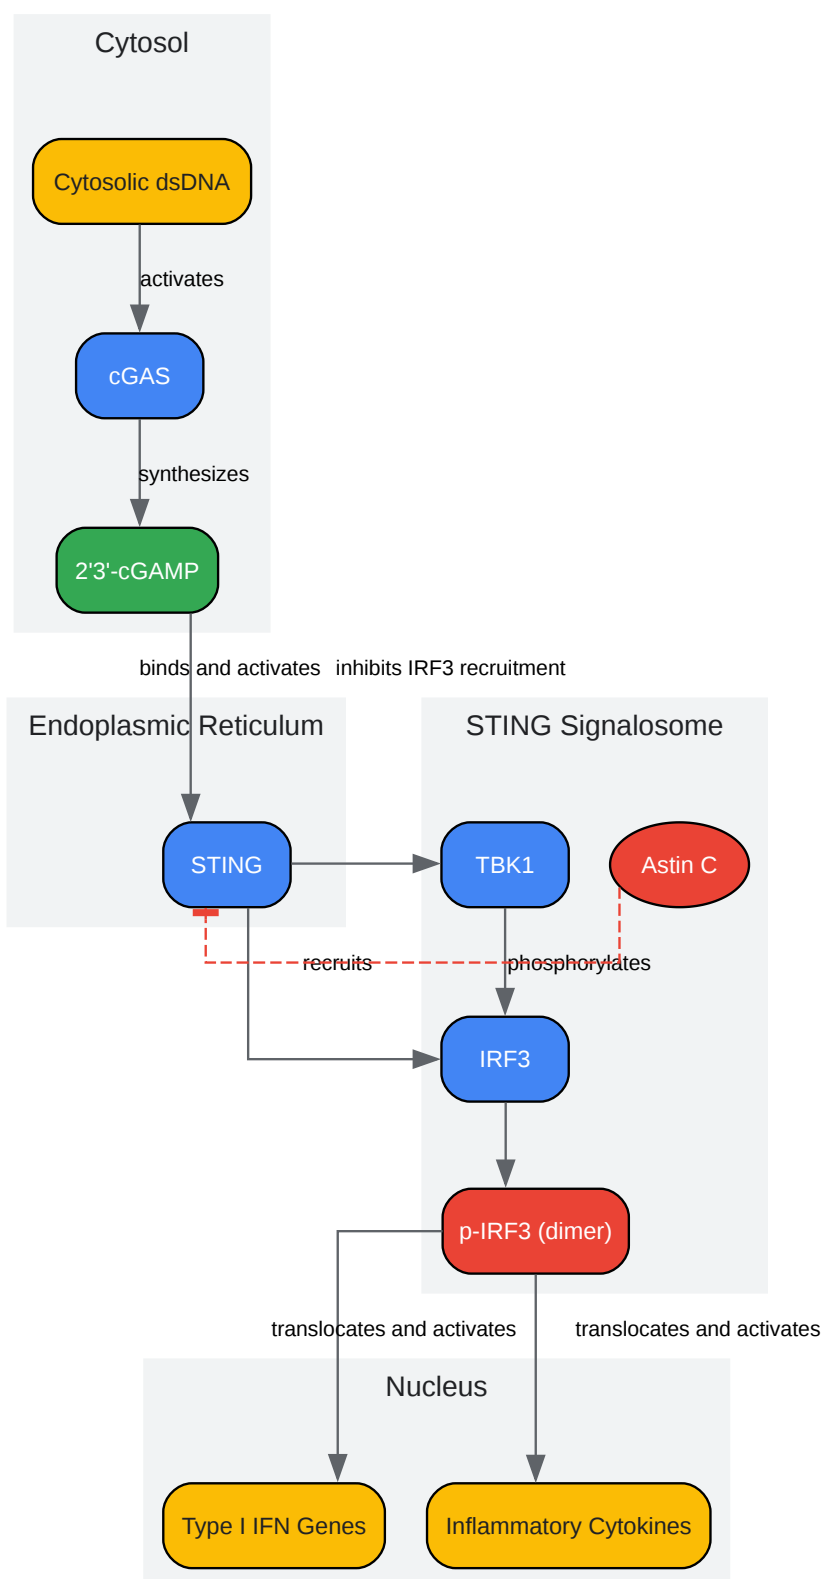 Cytosol
Cytosolic dsDNA
activates
cGAS
synthesizes
2'3'-cGAMP
binds and activates
inhibits IRF3 recruitment
Endoplasmic Reticulum
STING Signalosome
STING
TBK1
Astin C
recruits
phosphorylates
IRF3
p-IRF3 (dimer)
translocates and activates
translocates and activates
Nucleus
Type I IFN Genes
Inflammatory Cytokines